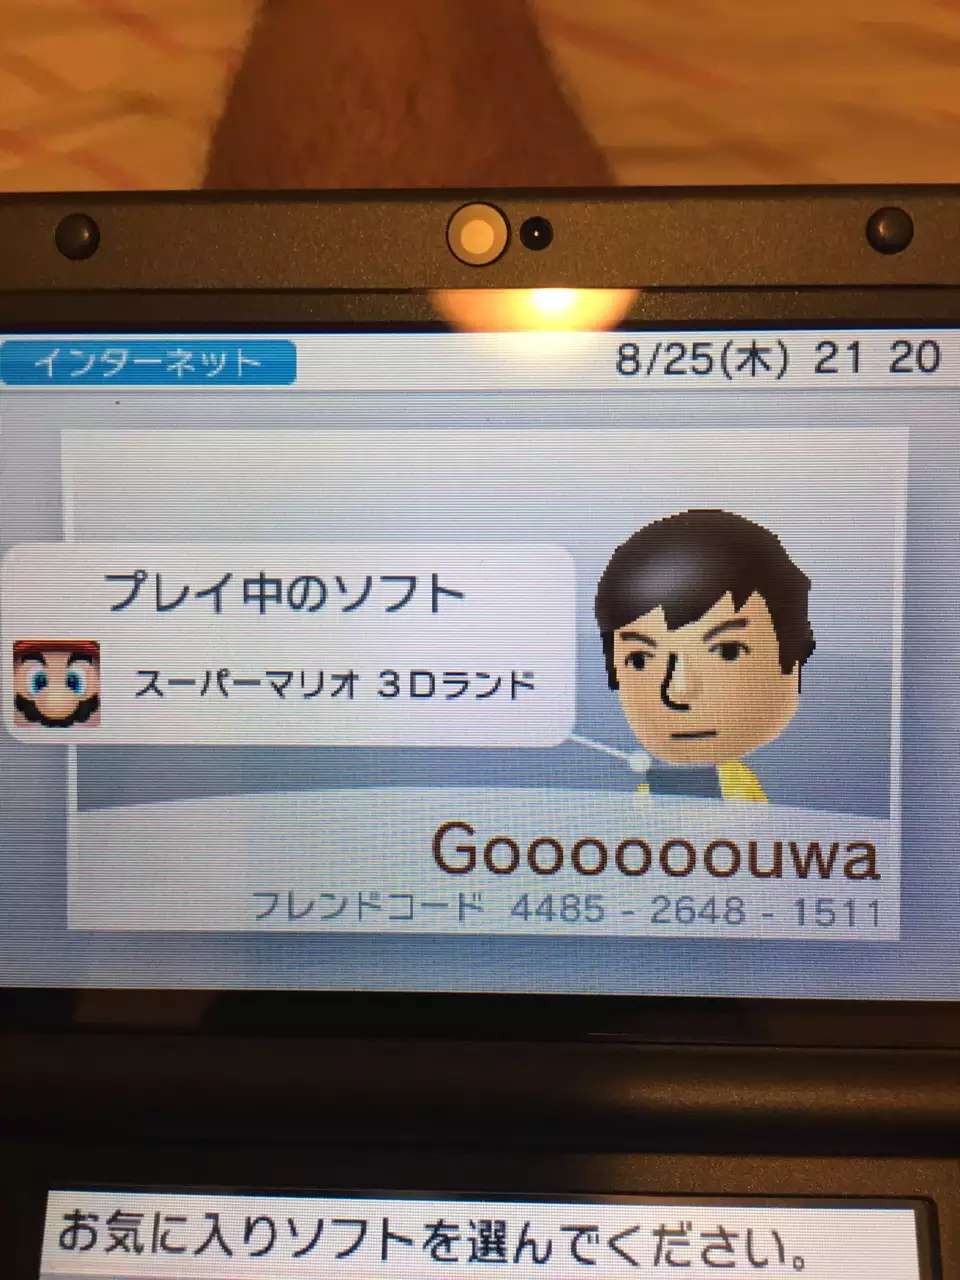 インターネット
8/25(木) 21 20
プレイ中のソフト
スーパーマリオ 3Dランド
Goooooouwa
フレンドコード 4485 - 2648 - 1511
お気に入りソフトを選んでください。